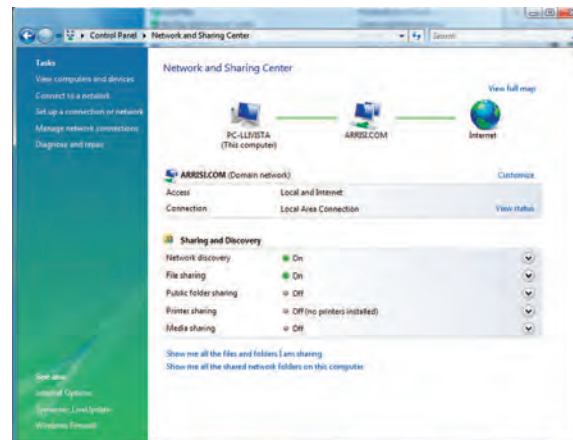 Control Panel ▸ Network and Sharing Center
Search
Tasks
View computers and devices
Connect to a network
Set up a connection or network
Manage network connections
Diagnose and repair
Network and Sharing Center
View full map
PC-LLIVISTA
(This computer)
ARRISI.COM
Internet
ARRISI.COM (Domain network)
Customize
Access
Local and Internet
Connection
Local Area Connection
View status
Sharing and Discovery
Network discovery
On
File sharing
On
Public folder sharing
Off
Printer sharing
Off (no printers installed)
Media sharing
Off
Show me all the files and folders I am sharing
Show me all the shared network folders on this computer
See also
Internet Options
Symantec LiveUpdate
Windows Firewall